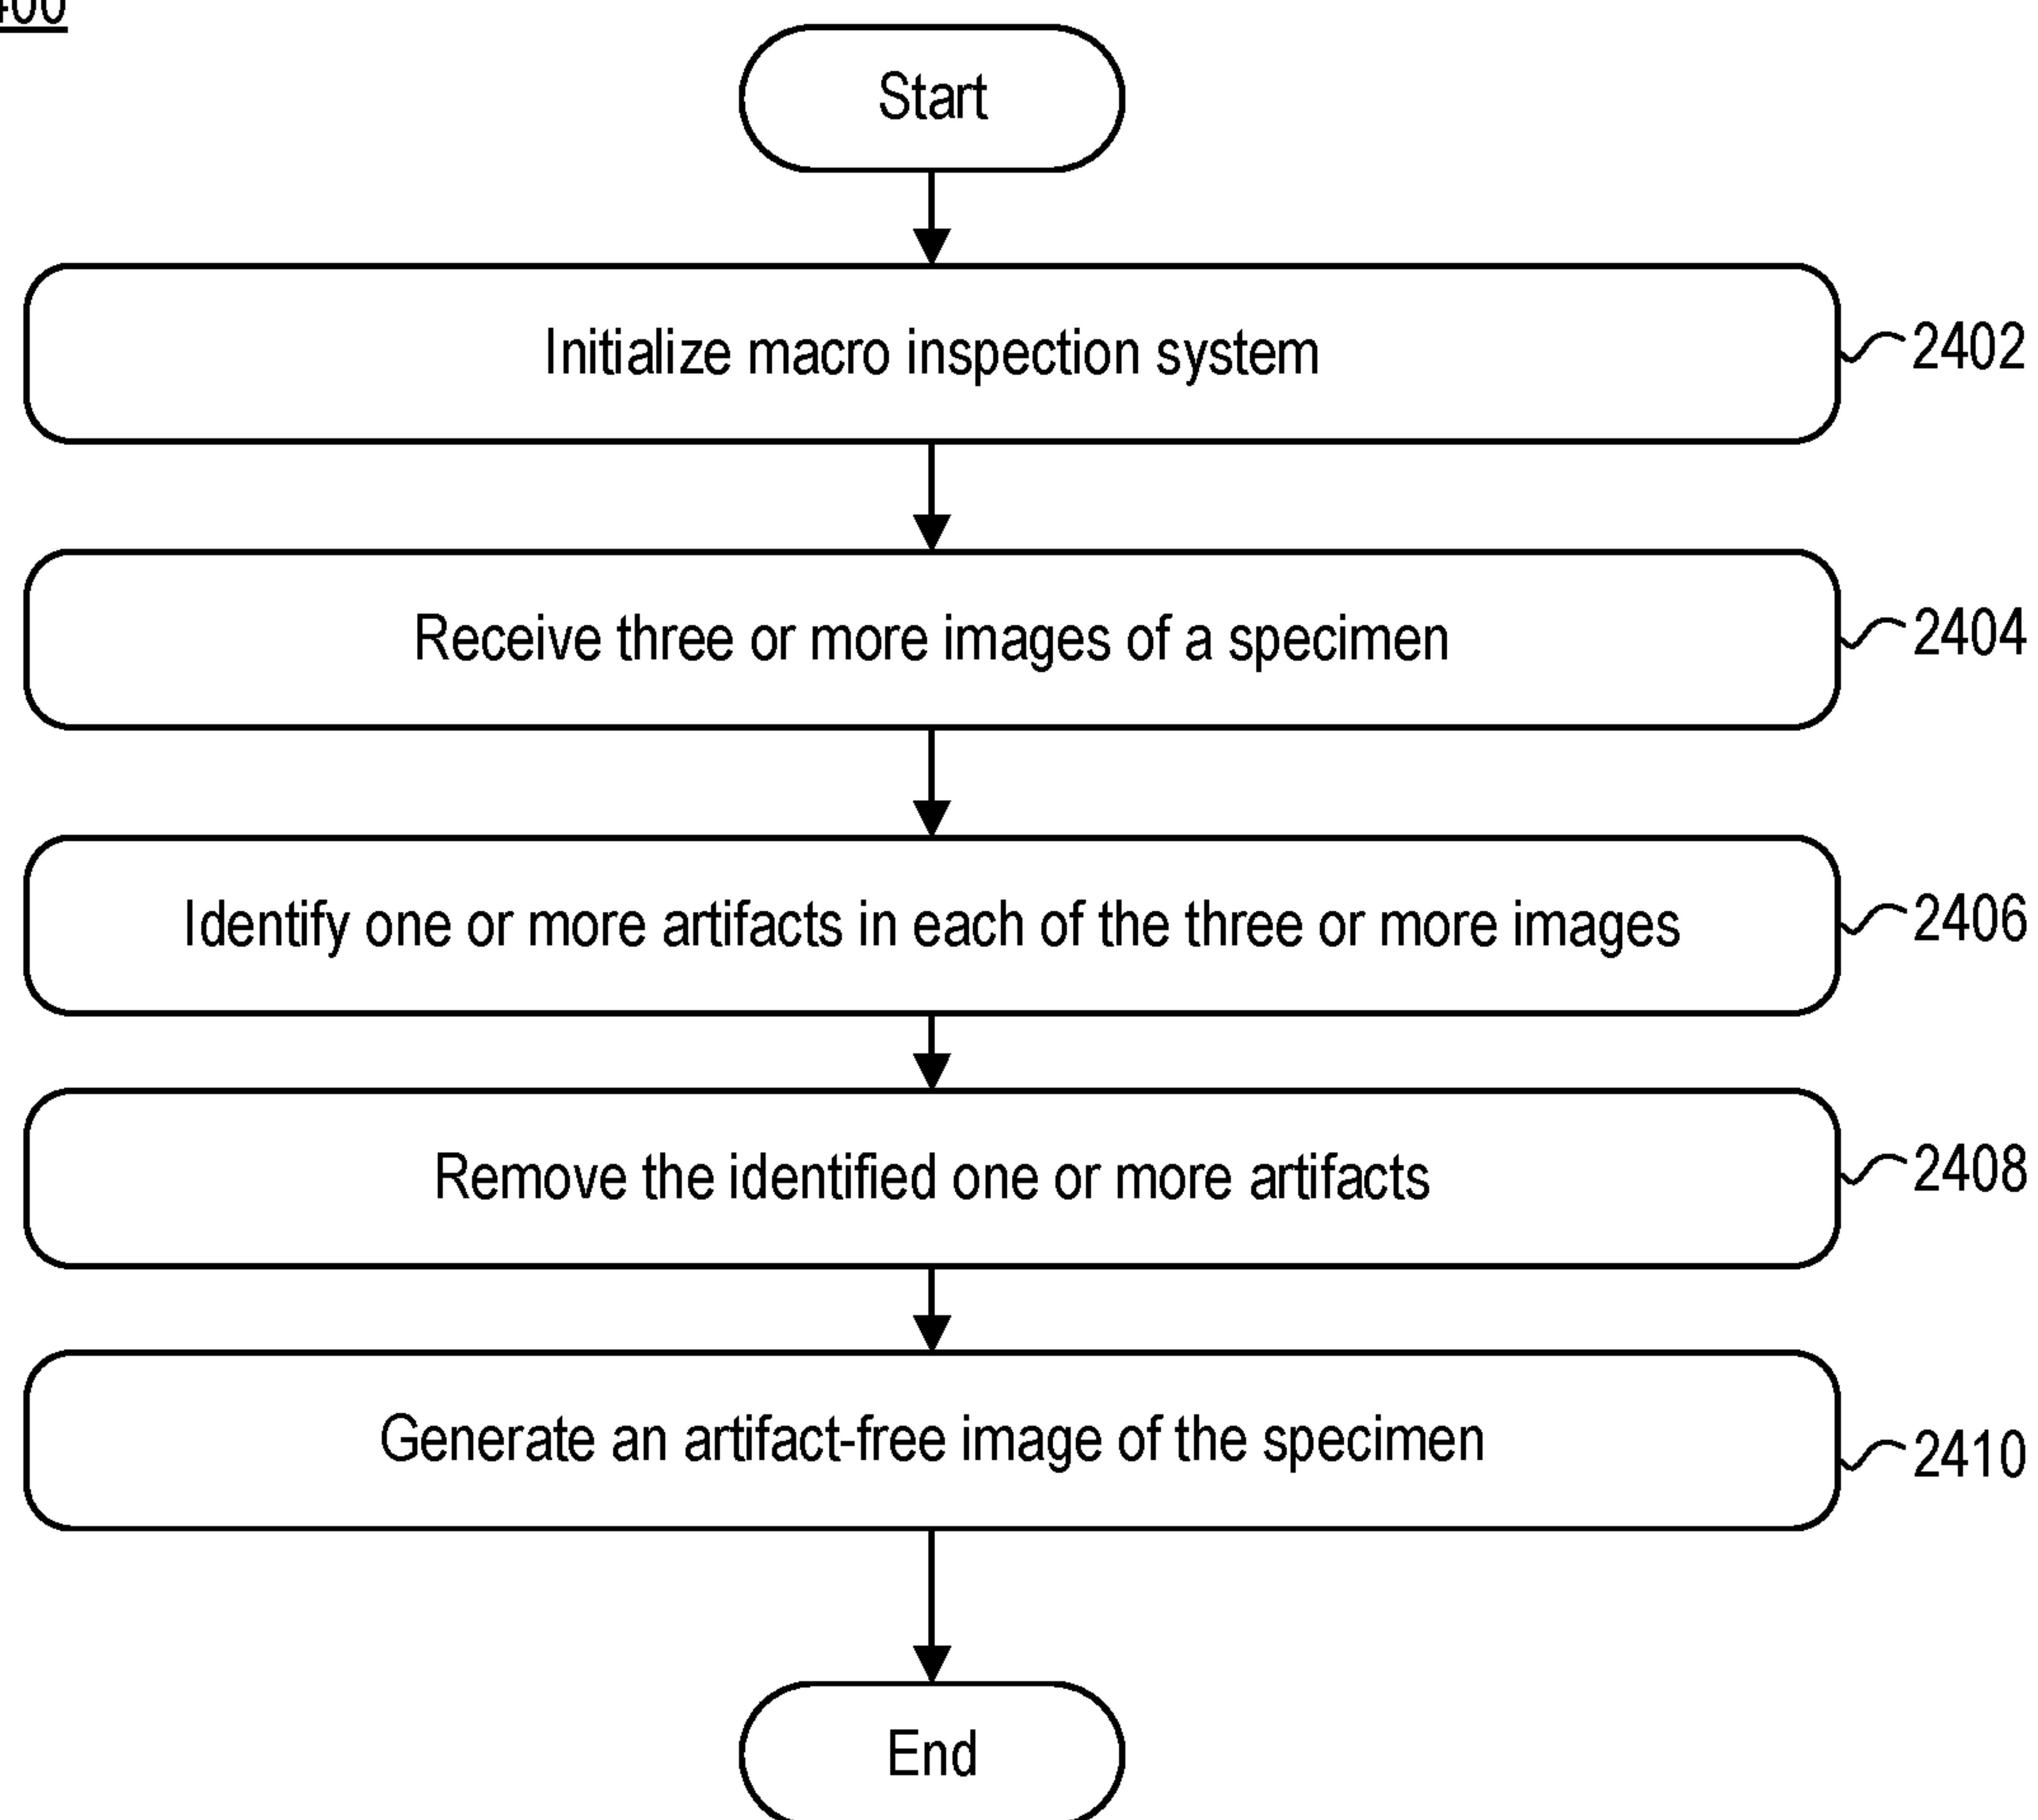 Start
Initialize macro inspection system
2402
Receive three or more images of a specimen
2404
Identify one or more artifacts in each of the three or more images
2406
Remove the identified one or more artifacts
2408
Generate an artifact-free image of the specimen
2410
End